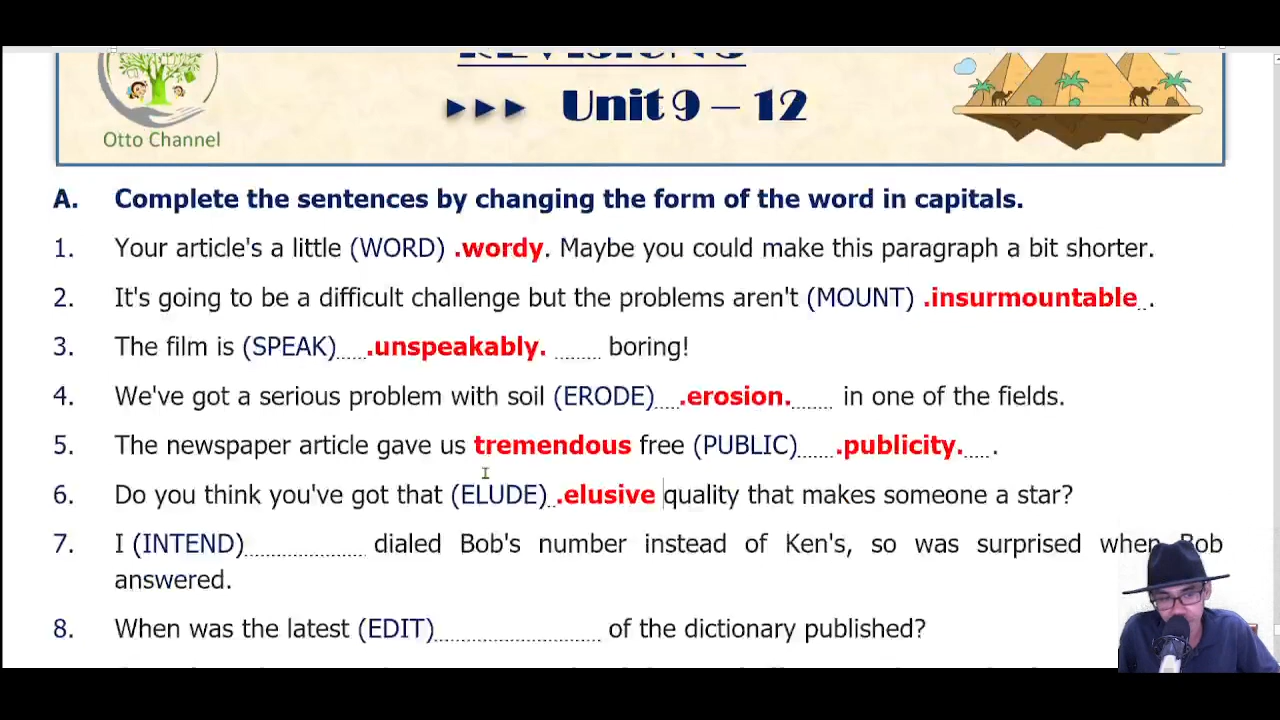 REVISIONS
Otto Channel
►►► Unit 9 – 12
A. Complete the sentences by changing the form of the word in capitals.
1. Your article's a little (WORD) .wordy. Maybe you could make this paragraph a bit shorter.
2. It's going to be a difficult challenge but the problems aren't (MOUNT) .insurmountable...
3. The film is (SPEAK).....unspeakably. ....... boring!
4. We've got a serious problem with soil (ERODE).....erosion....... in one of the fields.
5. The newspaper article gave us tremendous free (PUBLIC)......publicity......
6. Do you think you've got that (ELUDE)...elusive quality that makes someone a star?
7. I (INTEND)..................... dialed Bob's number instead of Ken's, so was surprised when Bob
answered.
8. When was the latest (EDIT)............................ of the dictionary published?